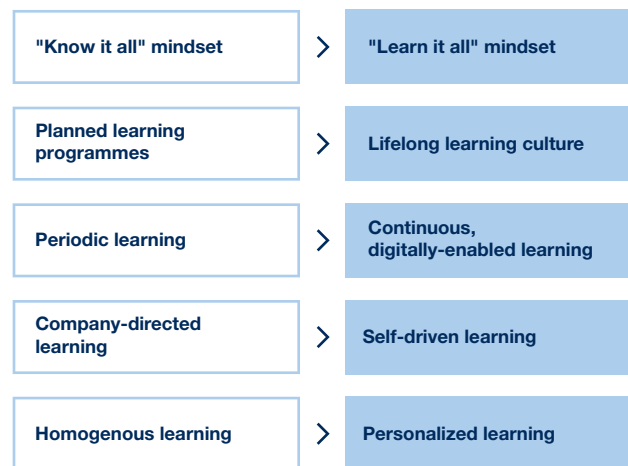 "Know it all" mindset
"Learn it all" mindset
Planned learning
programmes
Lifelong learning culture
Periodic learning
Continuous,
digitally-enabled learning
Company-directed
learning
Self-driven learning
Homogenous learning
Personalized learning